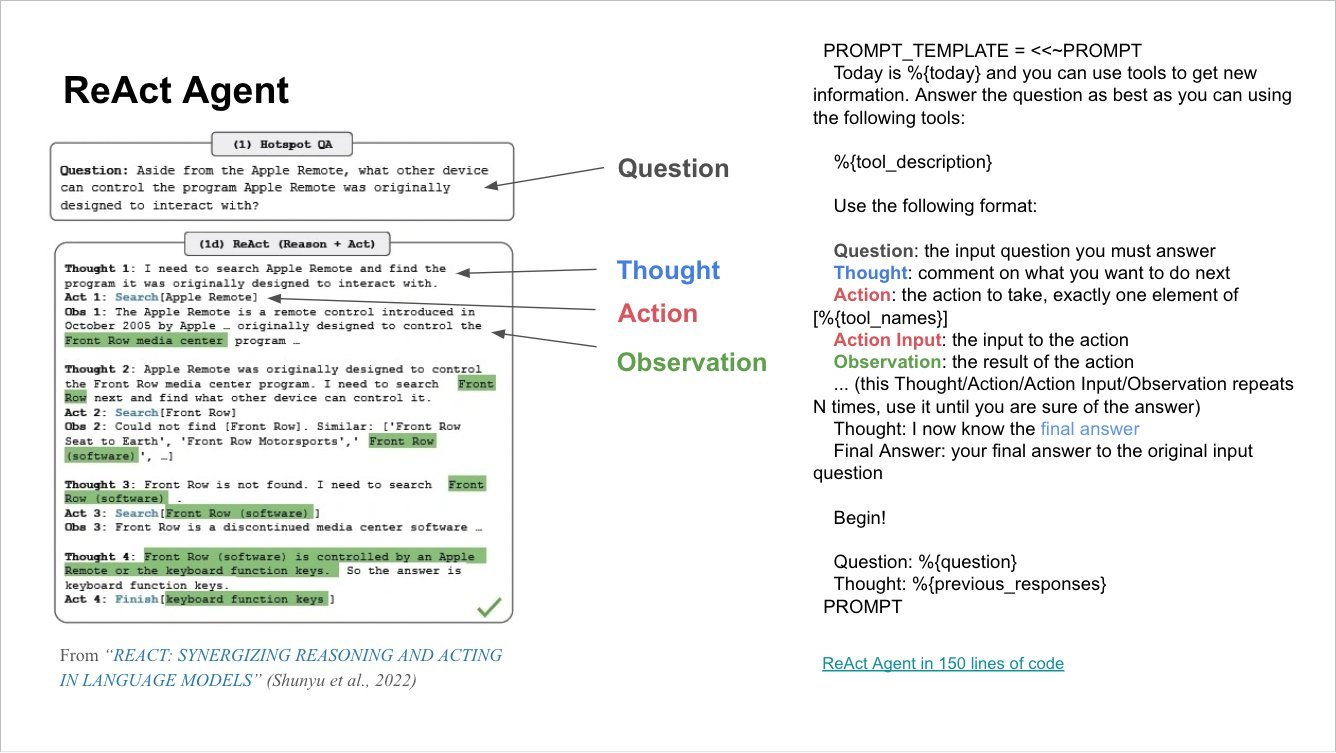 ReAct Agent
(1) Hotspot QA
Question: Aside from the Apple Remote, what other device
can control the program Apple Remote was originally
designed to interact with?
(1d) ReAct (Reason + Act)
Thought 1: I need to search Apple Remote and find the
program it was originally designed to interact with.
Act 1: Search[Apple Remote]
Obs 1: The Apple Remote is a remote control introduced in
October 2005 by Apple … originally designed to control the
Front Row media center program …
Thought 2: Apple Remote was originally designed to control
the Front Row media center program. I need to search Front
Row next and find what other device can control it.
Act 2: Search[Front Row]
Obs 2: Could not find [Front Row]. Similar: ['Front Row
Seat to Earth', 'Front Row Motorsports',' Front Row
(software)', …]
Thought 3: Front Row is not found. I need to search Front
Row (software) .
Act 3: Search[Front Row (software)]
Obs 3: Front Row is a discontinued media center software …
Thought 4: Front Row (software) is controlled by an Apple
Remote or the keyboard function keys. So the answer is
keyboard function keys.
Act 4: Finish[keyboard function keys]
From “REACT: SYNERGIZING REASONING AND ACTING
IN LANGUAGE MODELS” (Shunyu et al., 2022)
Question
Thought
Action
Observation
PROMPT_TEMPLATE = <<~PROMPT
Today is %{today} and you can use tools to get new
information. Answer the question as best as you can using
the following tools:
%{tool_description}
Use the following format:
Question: the input question you must answer
Thought: comment on what you want to do next
Action: the action to take, exactly one element of
[%{tool_names}]
Action Input: the input to the action
Observation: the result of the action
... (this Thought/Action/Action Input/Observation repeats
N times, use it until you are sure of the answer)
Thought: I now know the final answer
Final Answer: your final answer to the original input
question
Begin!
Question: %{question}
Thought: %{previous_responses}
PROMPT
ReAct Agent in 150 lines of code